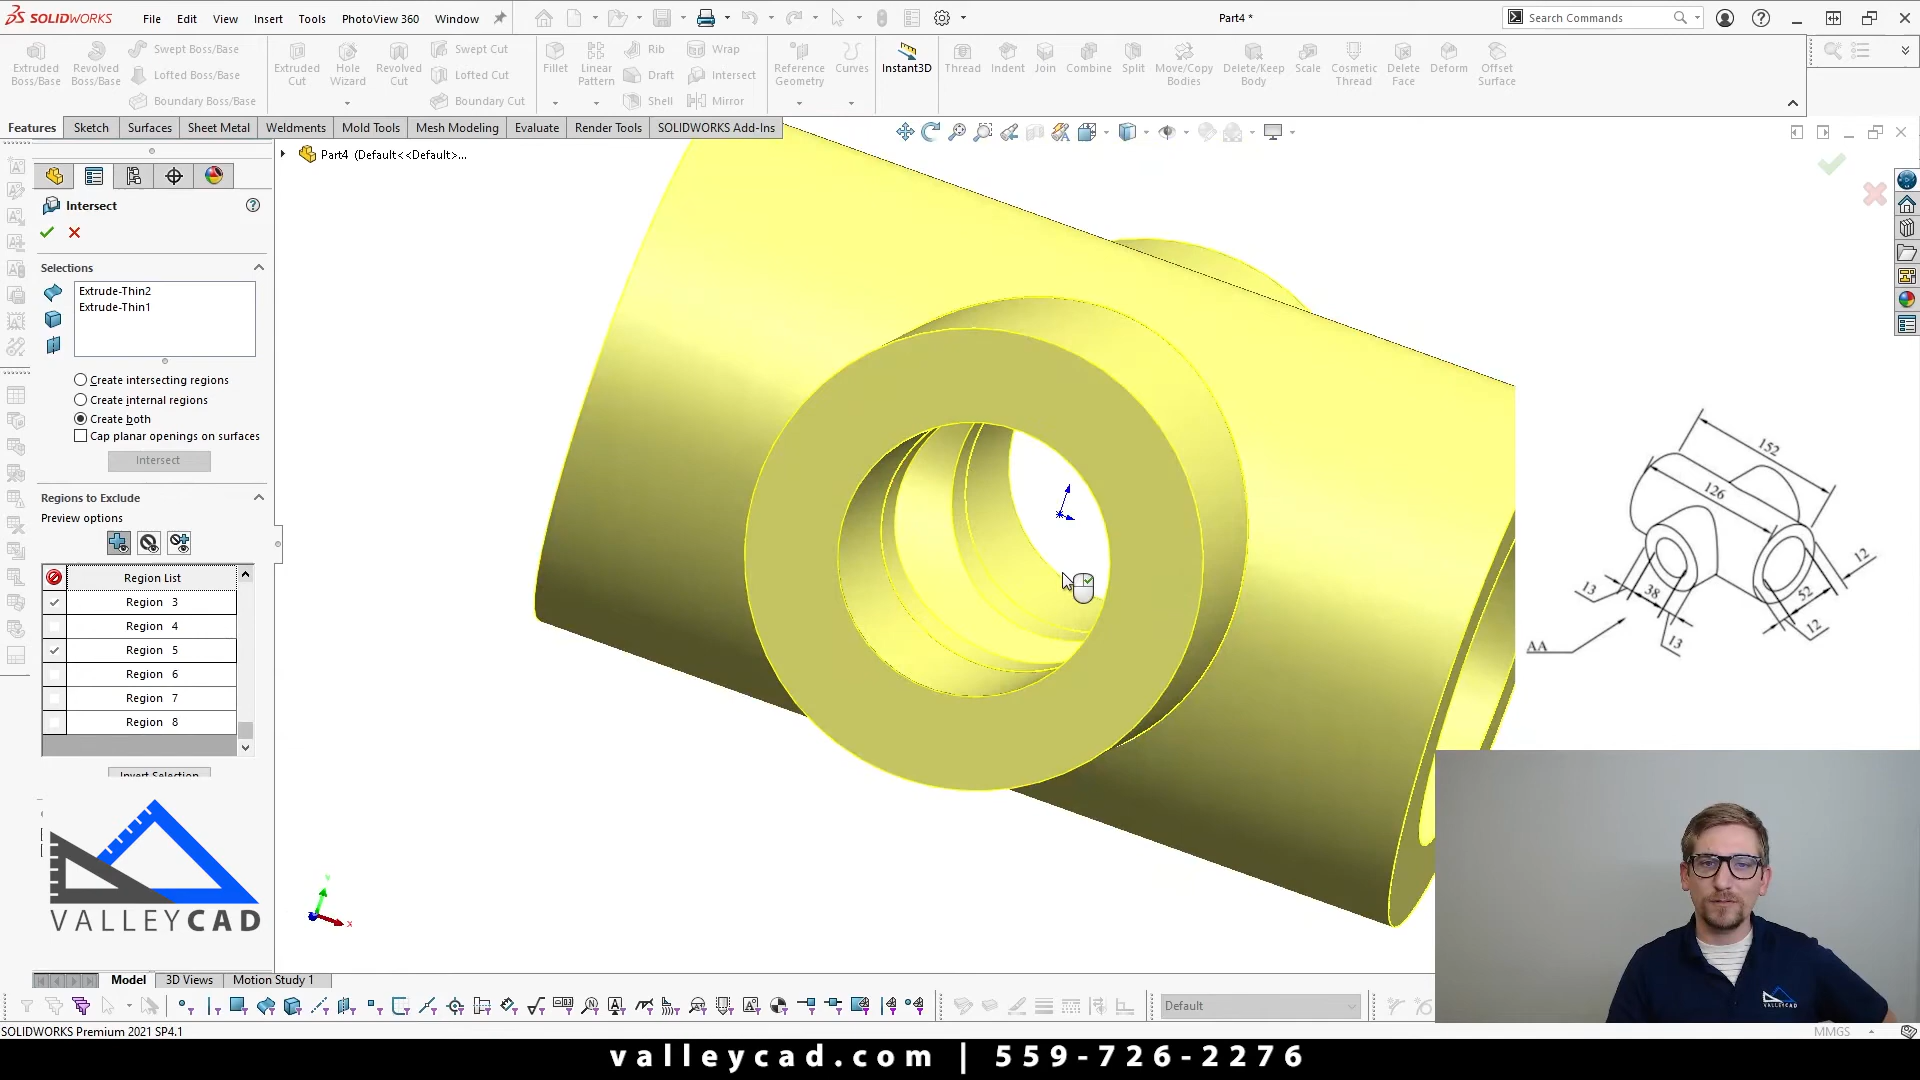 SOLIDWORKS
File Edit View Insert Tools PhotoView 360 Window
Part4 *
Search Commands
Extruded Boss/Base
Revolved Boss/Base
Swept Boss/Base
Lofted Boss/Base
Boundary Boss/Base
Extruded Cut
Hole Wizard
Revolved Cut
Swept Cut
Lofted Cut
Boundary Cut
Fillet
Linear Pattern
Rib
Draft
Shell
Wrap
Intersect
Mirror
Reference Geometry
Curves
Instant3D
Thread
Indent
Join
Combine
Split
Move/Copy Bodies
Delete/Keep Body
Scale
Cosmetic Thread
Delete Face
Deform
Offset Surface
Features Sketch Surfaces Sheet Metal Weldments Mold Tools Mesh Modeling Evaluate Render Tools SOLIDWORKS Add-Ins
Part4 (Default<<Default>...
Intersect
Selections
Extrude-Thin2
Extrude-Thin1
Create intersecting regions
Create internal regions
Create both
Cap planar openings on surfaces
Intersect
Regions to Exclude
Preview options
Region List
Region 3
Region 4
Region 5
Region 6
Region 7
Region 8
Invert Selection
VALLEYCAD
152
126
12
13
38
52
13
12
AA
x
Model 3D Views Motion Study 1
Default
SOLIDWORKS Premium 2021 SP4.1
MMGS
VALLEYCAD
valleycad.com | 559-726-2276